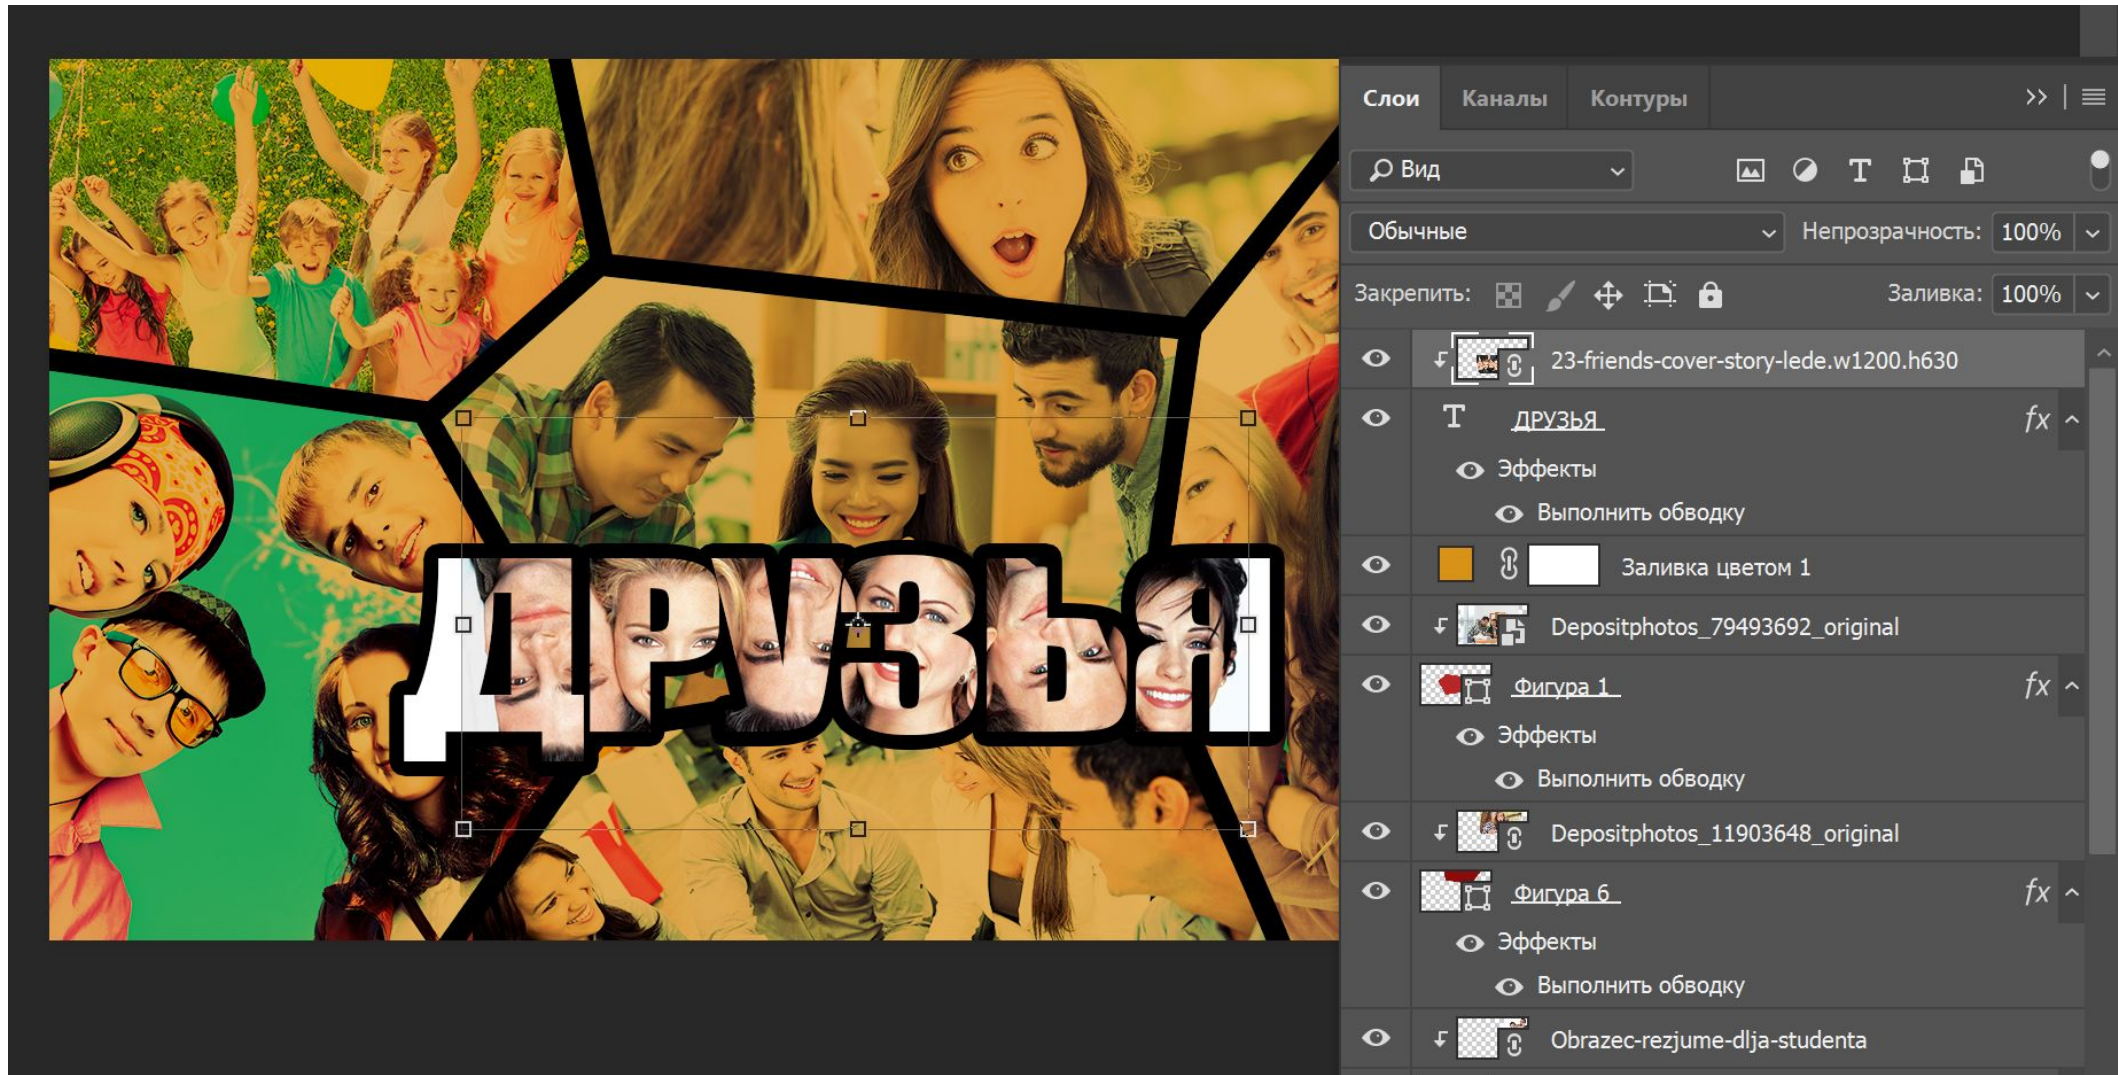 Слои Каналы Контуры
Вид
Обычные Непрозрачность: 100%
Закрепить: Заливка: 100%
23-friends-cover-story-lede.w1200.h630
T ДРУЗЬЯ fx
Эффекты
Выполнить обводку
Заливка цветом 1
Depositphotos_79493692_original
Фигура 1 fx
Эффекты
Выполнить обводку
Depositphotos_11903648_original
Фигура 6 fx
Эффекты
Выполнить обводку
Obrazec-rezjume-dlja-studenta
ДРУЗЬЯ